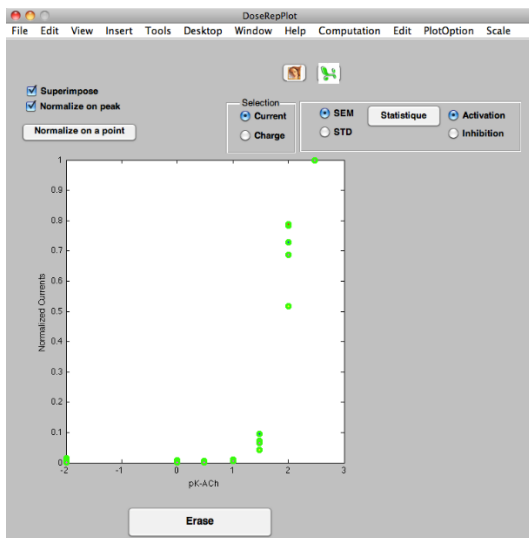 DoseRepPlot
File Edit View Insert Tools Desktop Window Help Computation Edit PlotOption Scale
Superimpose
Normalize on peak
Normalize on a point
Selection
Current
Charge
SEM
STD
Statistique
Activation
Inhibition
1
0.9
0.8
0.7
0.6
0.5
0.4
0.3
0.2
0.1
0
Normalized Currents
-2 -1 0 1 2 3
pK-ACh
Erase